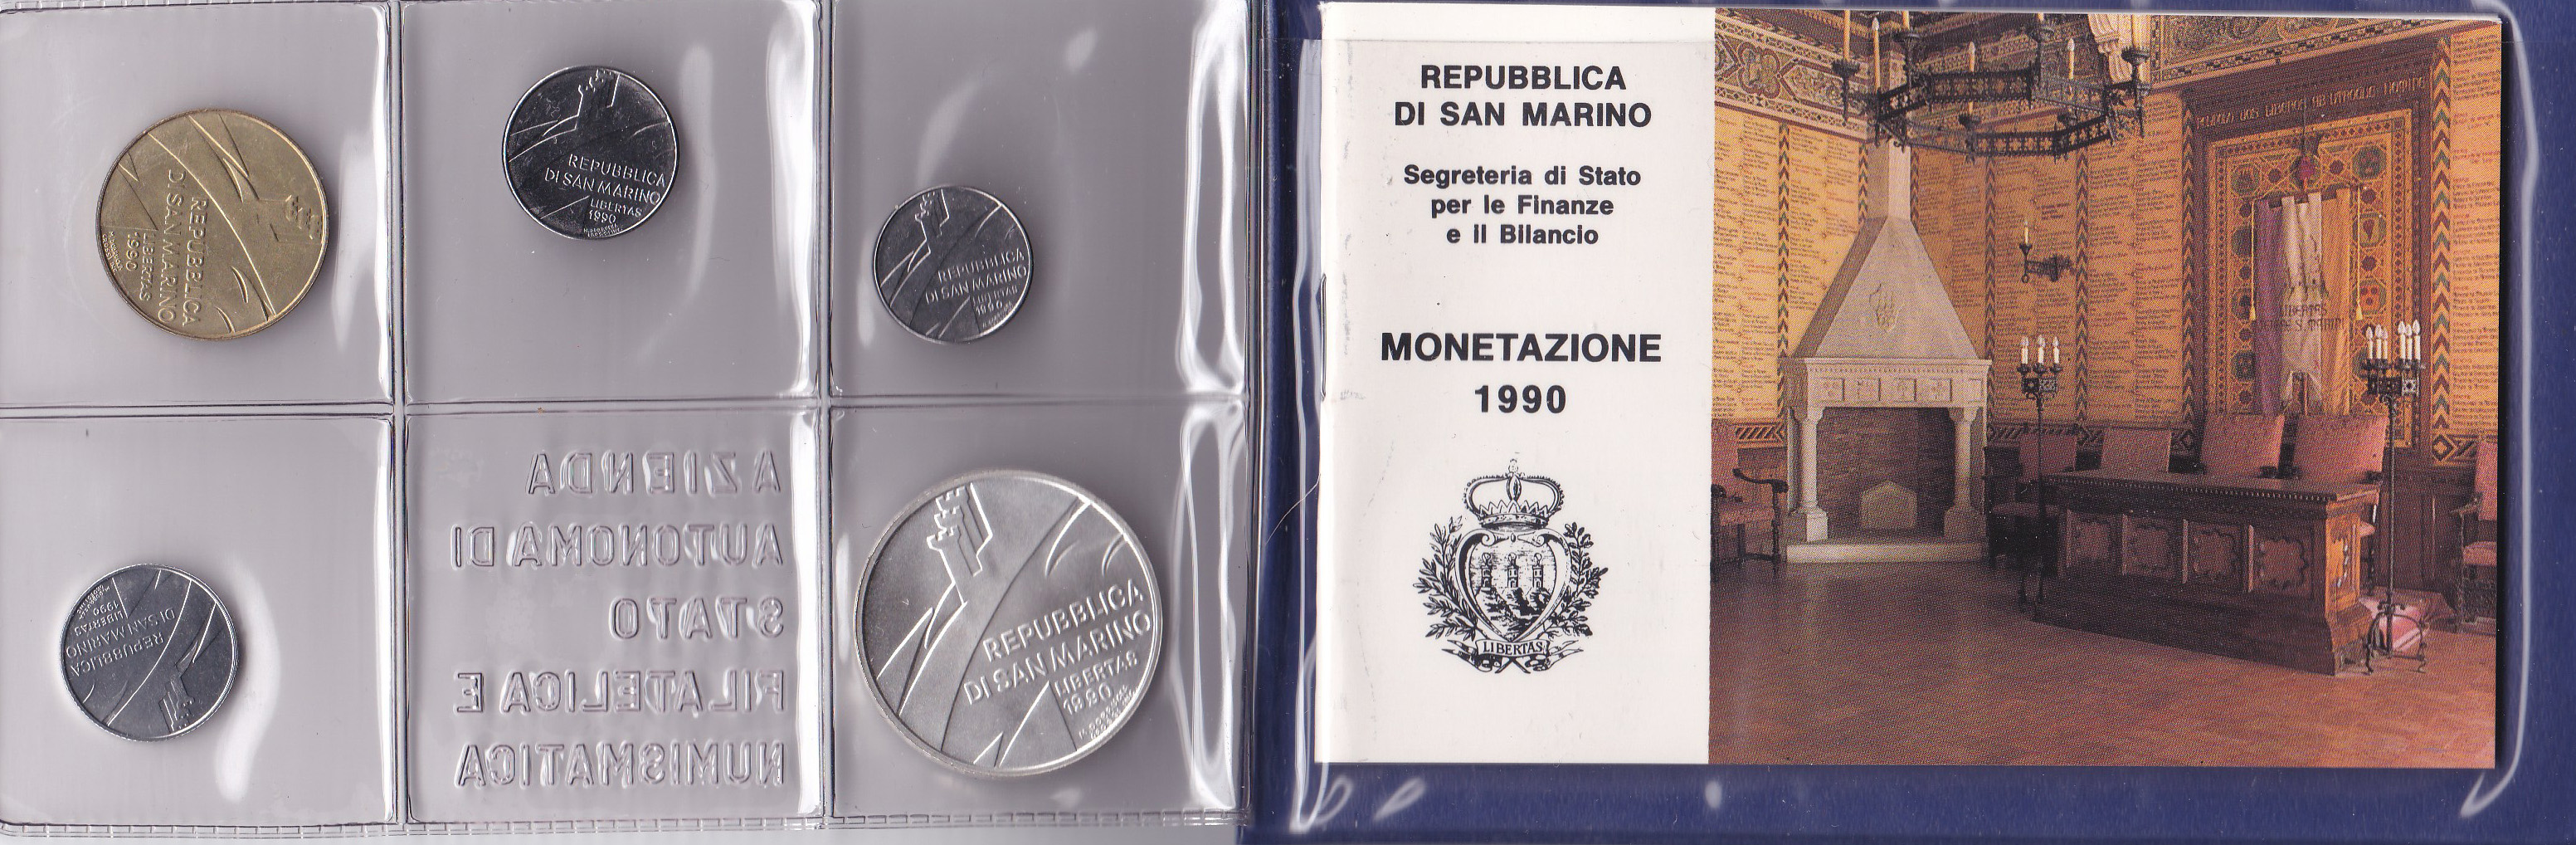 REPUBBLICA
DI SAN MARINO
LIBERTAS
1990
REPUBBLICA
DI SAN MARINO
LIBERTAS
1990
REPUBBLICA
DI SAN MARINO
LIBERTAS
1990
REPUBBLICA
DI SAN MARINO
LIBERTAS
1990
AZIENDA
AUTONOMA DI
STATO
FILATELICA E
NUMISMATICA
REPUBBLICA
DI SAN MARINO
LIBERTAS
1990
REPUBBLICA
DI SAN MARINO
Segreteria di Stato
per le Finanze
e il Bilancio
MONETAZIONE
1990
LIBERTAS